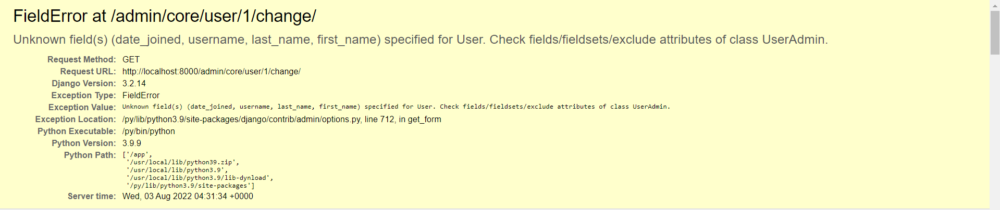 FieldError at /admin/core/user/1/change/
Unknown field(s) (date_joined, username, last_name, first_name) specified for User. Check fields/fieldsets/exclude attributes of class UserAdmin.
Request Method: GET
Request URL: http://localhost:8000/admin/core/user/1/change/
Django Version: 3.2.14
Exception Type: FieldError
Exception Value: Unknown field(s) (date_joined, username, last_name, first_name) specified for User. Check fields/fieldsets/exclude attributes of class UserAdmin.
Exception Location: /py/lib/python3.9/site-packages/django/contrib/admin/options.py, line 712, in get_form
Python Executable: /py/bin/python
Python Version: 3.9.9
Python Path: ['/app',
'/usr/local/lib/python39.zip',
'/usr/local/lib/python3.9',
'/usr/local/lib/python3.9/lib-dynload',
'/py/lib/python3.9/site-packages']
Server time: Wed, 03 Aug 2022 04:31:34 +0000